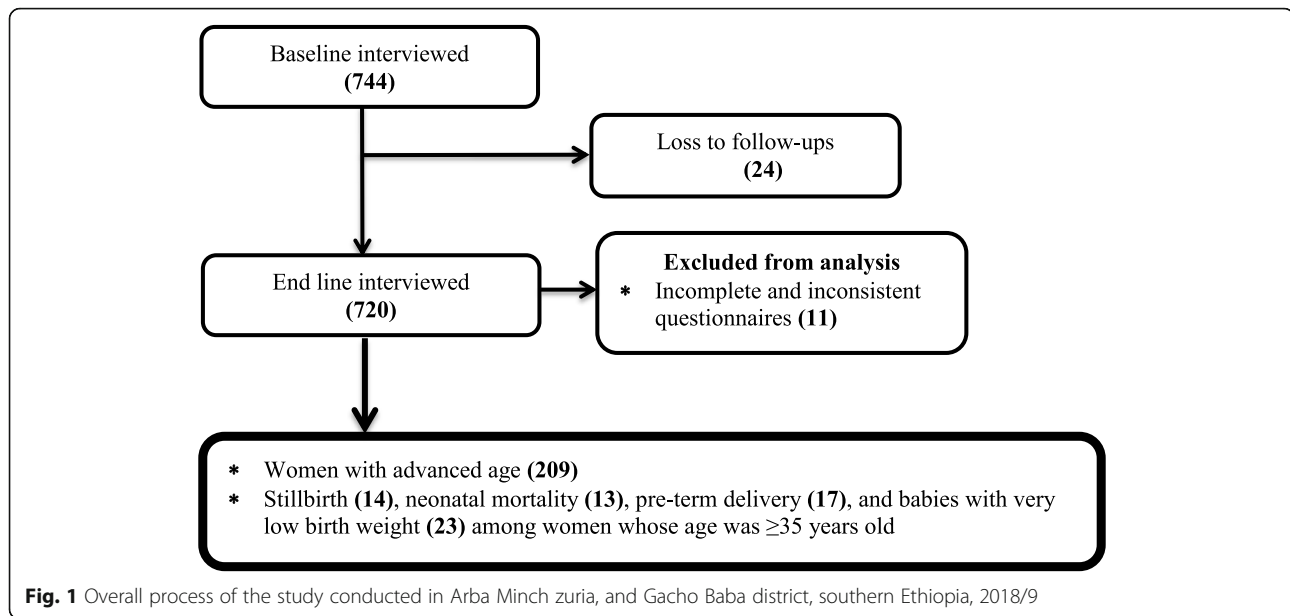 Baseline interviewed
(744)
Loss to follow-ups
(24)
End line interviewed
(720)
Excluded from analysis
* Incomplete and inconsistent
questionnaires (11)
* Women with advanced age (209)
* Stillbirth (14), neonatal mortality (13), pre-term delivery (17), and babies with very
low birth weight (23) among women whose age was ≥35 years old
Fig. 1 Overall process of the study conducted in Arba Minch zuria, and Gacho Baba district, southern Ethiopia, 2018/9